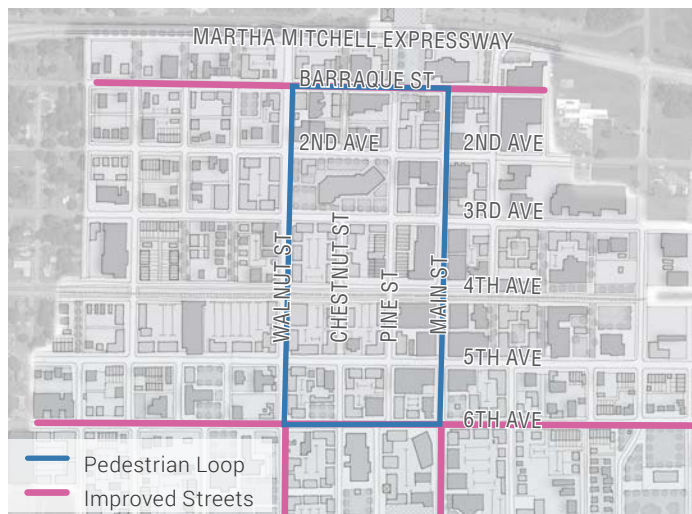 MARTHA MITCHELL EXPRESSWAY
BARRAQUE ST
2ND AVE
2ND AVE
3RD AVE
WALNUT ST
CHESTNUT ST
PINE ST
MAIN ST
4TH AVE
5TH AVE
6TH AVE
Pedestrian Loop
Improved Streets